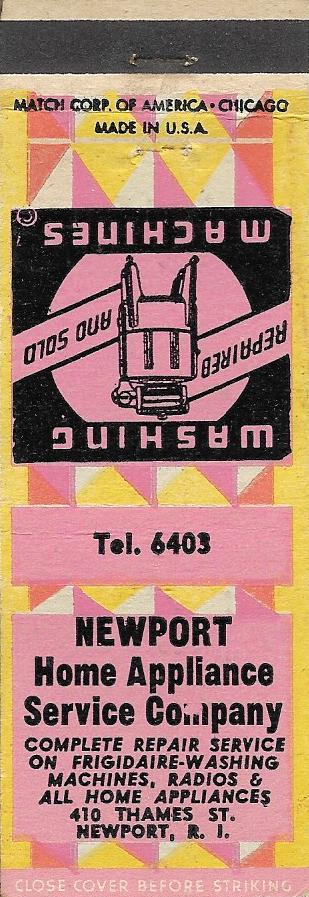 MATCH CORP. OF AMERICA • CHICAGO
MADE IN U.S.A.
WASHING
REPAIRED AND SOLD
MACHINES
©
Tel. 6403
NEWPORT
Home Appliance
Service Company
COMPLETE REPAIR SERVICE
ON FRIGIDAIRE-WASHING
MACHINES, RADIOS &
ALL HOME APPLIANCES
410 THAMES ST.
NEWPORT, R. I.
CLOSE COVER BEFORE STRIKING